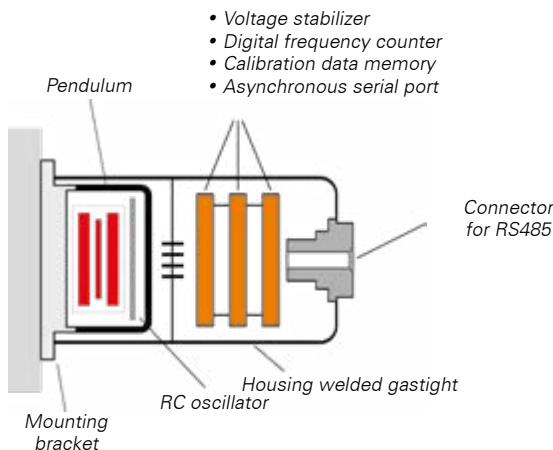 • Voltage stabilizer
• Digital frequency counter
• Calibration data memory
• Asynchronous serial port
Pendulum
Connector
for RS485
Housing welded gastight
RC oscillator
Mounting
bracket